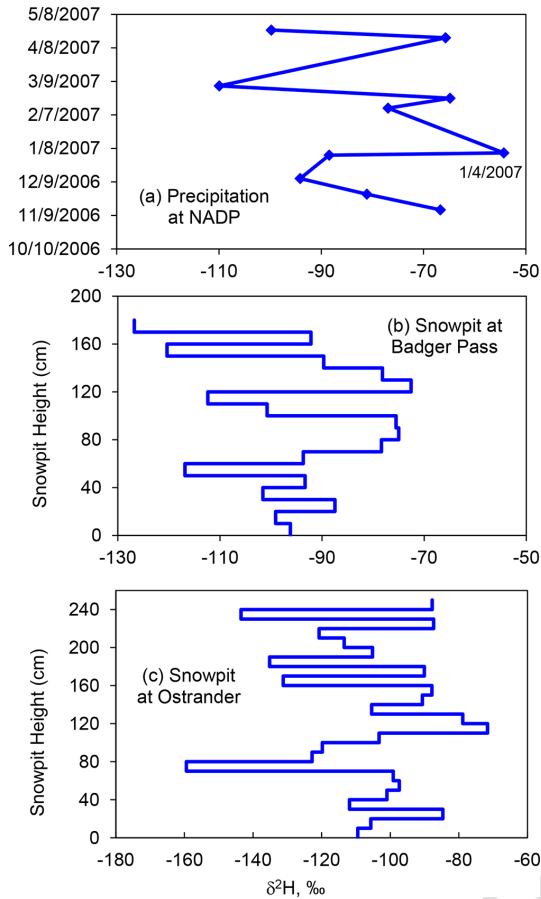 5/8/2007
4/8/2007
3/9/2007
2/7/2007
1/8/2007
12/9/2006
11/9/2006
10/10/2006
1/4/2007
(a) Precipitation
at NADP
-130 -110 -90 -70 -50
200
160
120
80
40
0
Snowpit Height (cm)
(b) Snowpit at
Badger Pass
-130 -110 -90 -70 -50
240
200
160
120
80
40
0
Snowpit Height (cm)
(c) Snowpit
at Ostrander
-180 -160 -140 -120 -100 -80 -60
δ²H, ‰